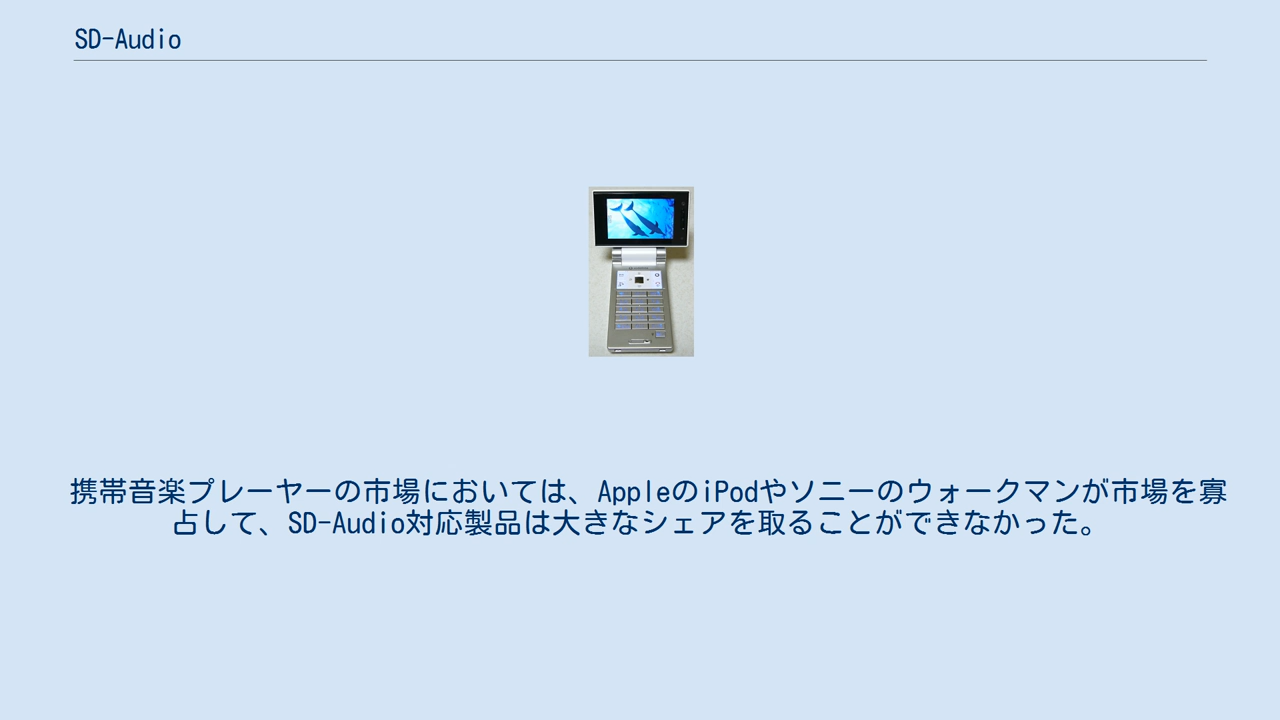 SD-Audio
携帯音楽プレーヤーの市場においては、AppleのiPodやソニーのウォークマンが市場を寡
占して、SD-Audio対応製品は大きなシェアを取ることができなかった。